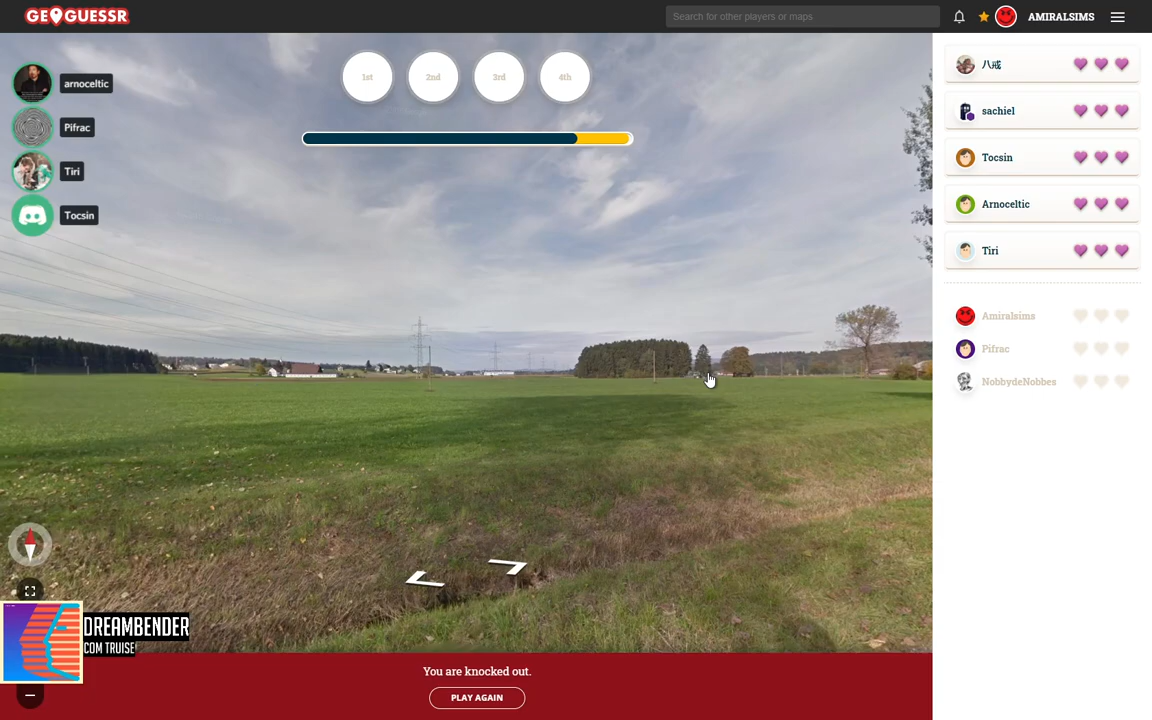 GEOGUESSR
Search for other players or maps
AMIRALSIMS
arnoceltic
Pifrac
Tiri
Tocsin
1st
2nd
3rd
4th
八戒
sachiel
Tocsin
Arnoceltic
Tiri
Amiralsims
Pifrac
NobbydeNobbes
DREAMBENDER
COM TRUISE
You are knocked out.
PLAY AGAIN